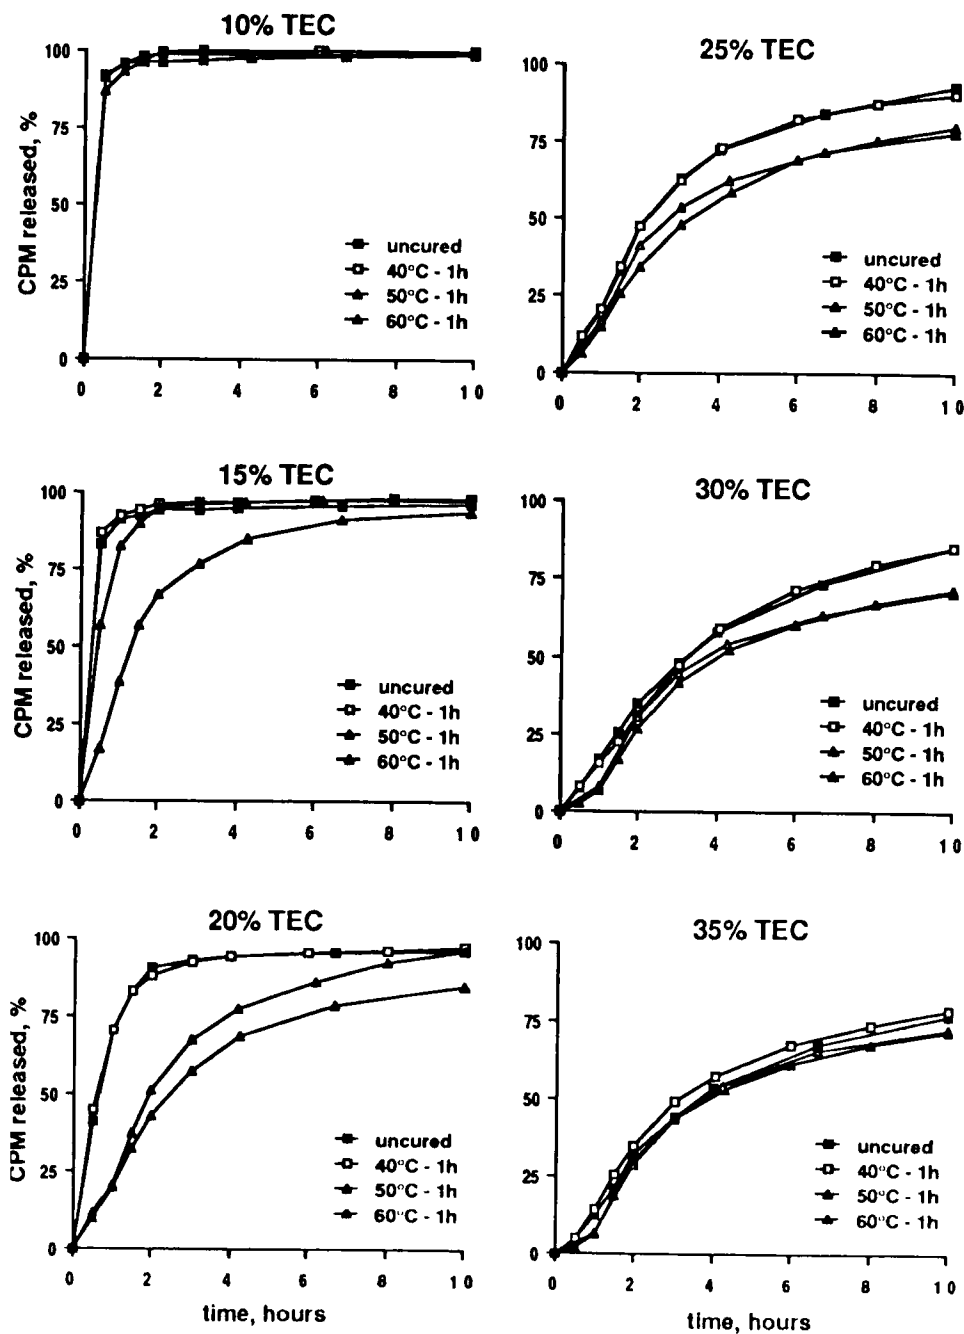 10% TEC
CPM released, %
100
75
50
25
0
0 2 4 6 8 10
uncured
40°C - 1h
50°C - 1h
60°C - 1h
25% TEC
100
75
50
25
0
0 2 4 6 8 10
uncured
40°C - 1h
50°C - 1h
60°C - 1h
15% TEC
CPM released, %
100
75
50
25
0
0 2 4 6 8 10
uncured
40°C - 1h
50°C - 1h
60°C - 1h
30% TEC
100
75
50
25
0
0 2 4 6 8 10
uncured
40°C - 1h
50°C - 1h
60°C - 1h
20% TEC
CPM released, %
100
75
50
25
0
0 2 4 6 8 10
time, hours
uncured
40°C - 1h
50°C - 1h
60°C - 1h
35% TEC
100
75
50
25
0
0 2 4 6 8 10
time, hours
uncured
40°C - 1h
50°C - 1h
60°C - 1h